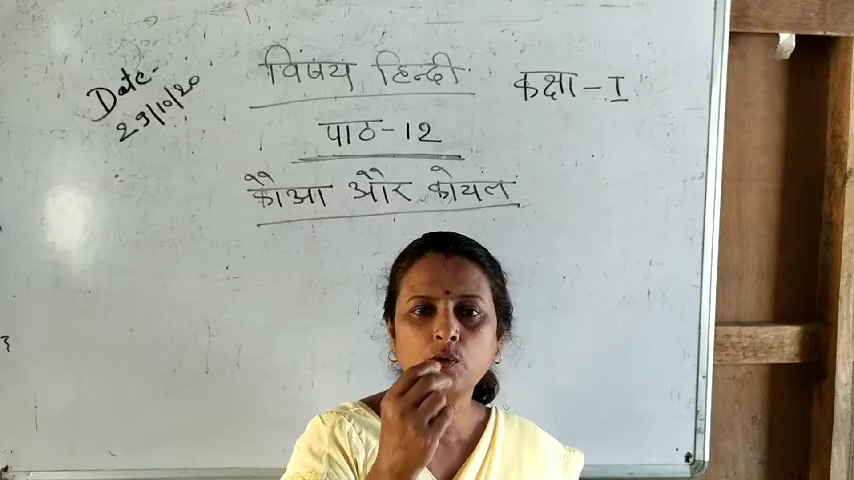 Date-
29/10/20
विषय हिन्दी
कक्षा - I
पाठ-12
कौआ और कोयल